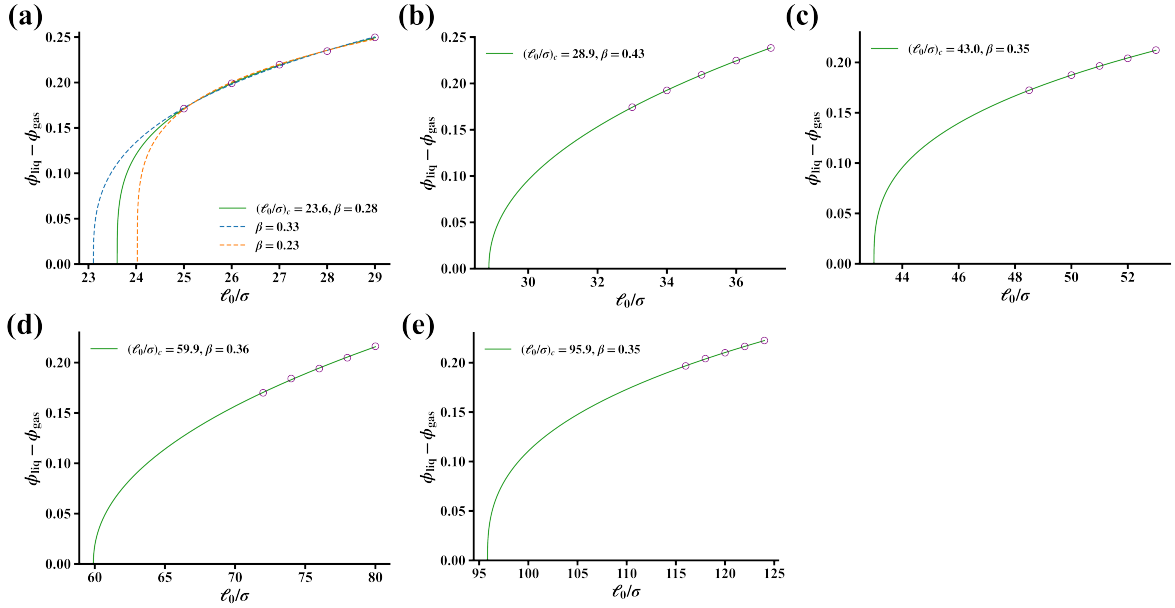 (a)
0.25
0.20
0.15
0.10
0.05
0.00
ϕliq − ϕgas
(ℓ0/σ)c = 23.6, β = 0.28
β = 0.33
β = 0.23
23 24 25 26 27 28 29
ℓ0/σ
(b)
0.25
0.20
0.15
0.10
0.05
0.00
ϕliq − ϕgas
(ℓ0/σ)c = 28.9, β = 0.43
30 32 34 36
ℓ0/σ
(c)
0.20
0.15
0.10
0.05
0.00
ϕliq − ϕgas
(ℓ0/σ)c = 43.0, β = 0.35
44 46 48 50 52
ℓ0/σ
(d)
0.20
0.15
0.10
0.05
0.00
ϕliq − ϕgas
(ℓ0/σ)c = 59.9, β = 0.36
60 65 70 75 80
ℓ0/σ
(e)
0.20
0.15
0.10
0.05
0.00
ϕliq − ϕgas
(ℓ0/σ)c = 95.9, β = 0.35
95 100 105 110 115 120 125
ℓ0/σ